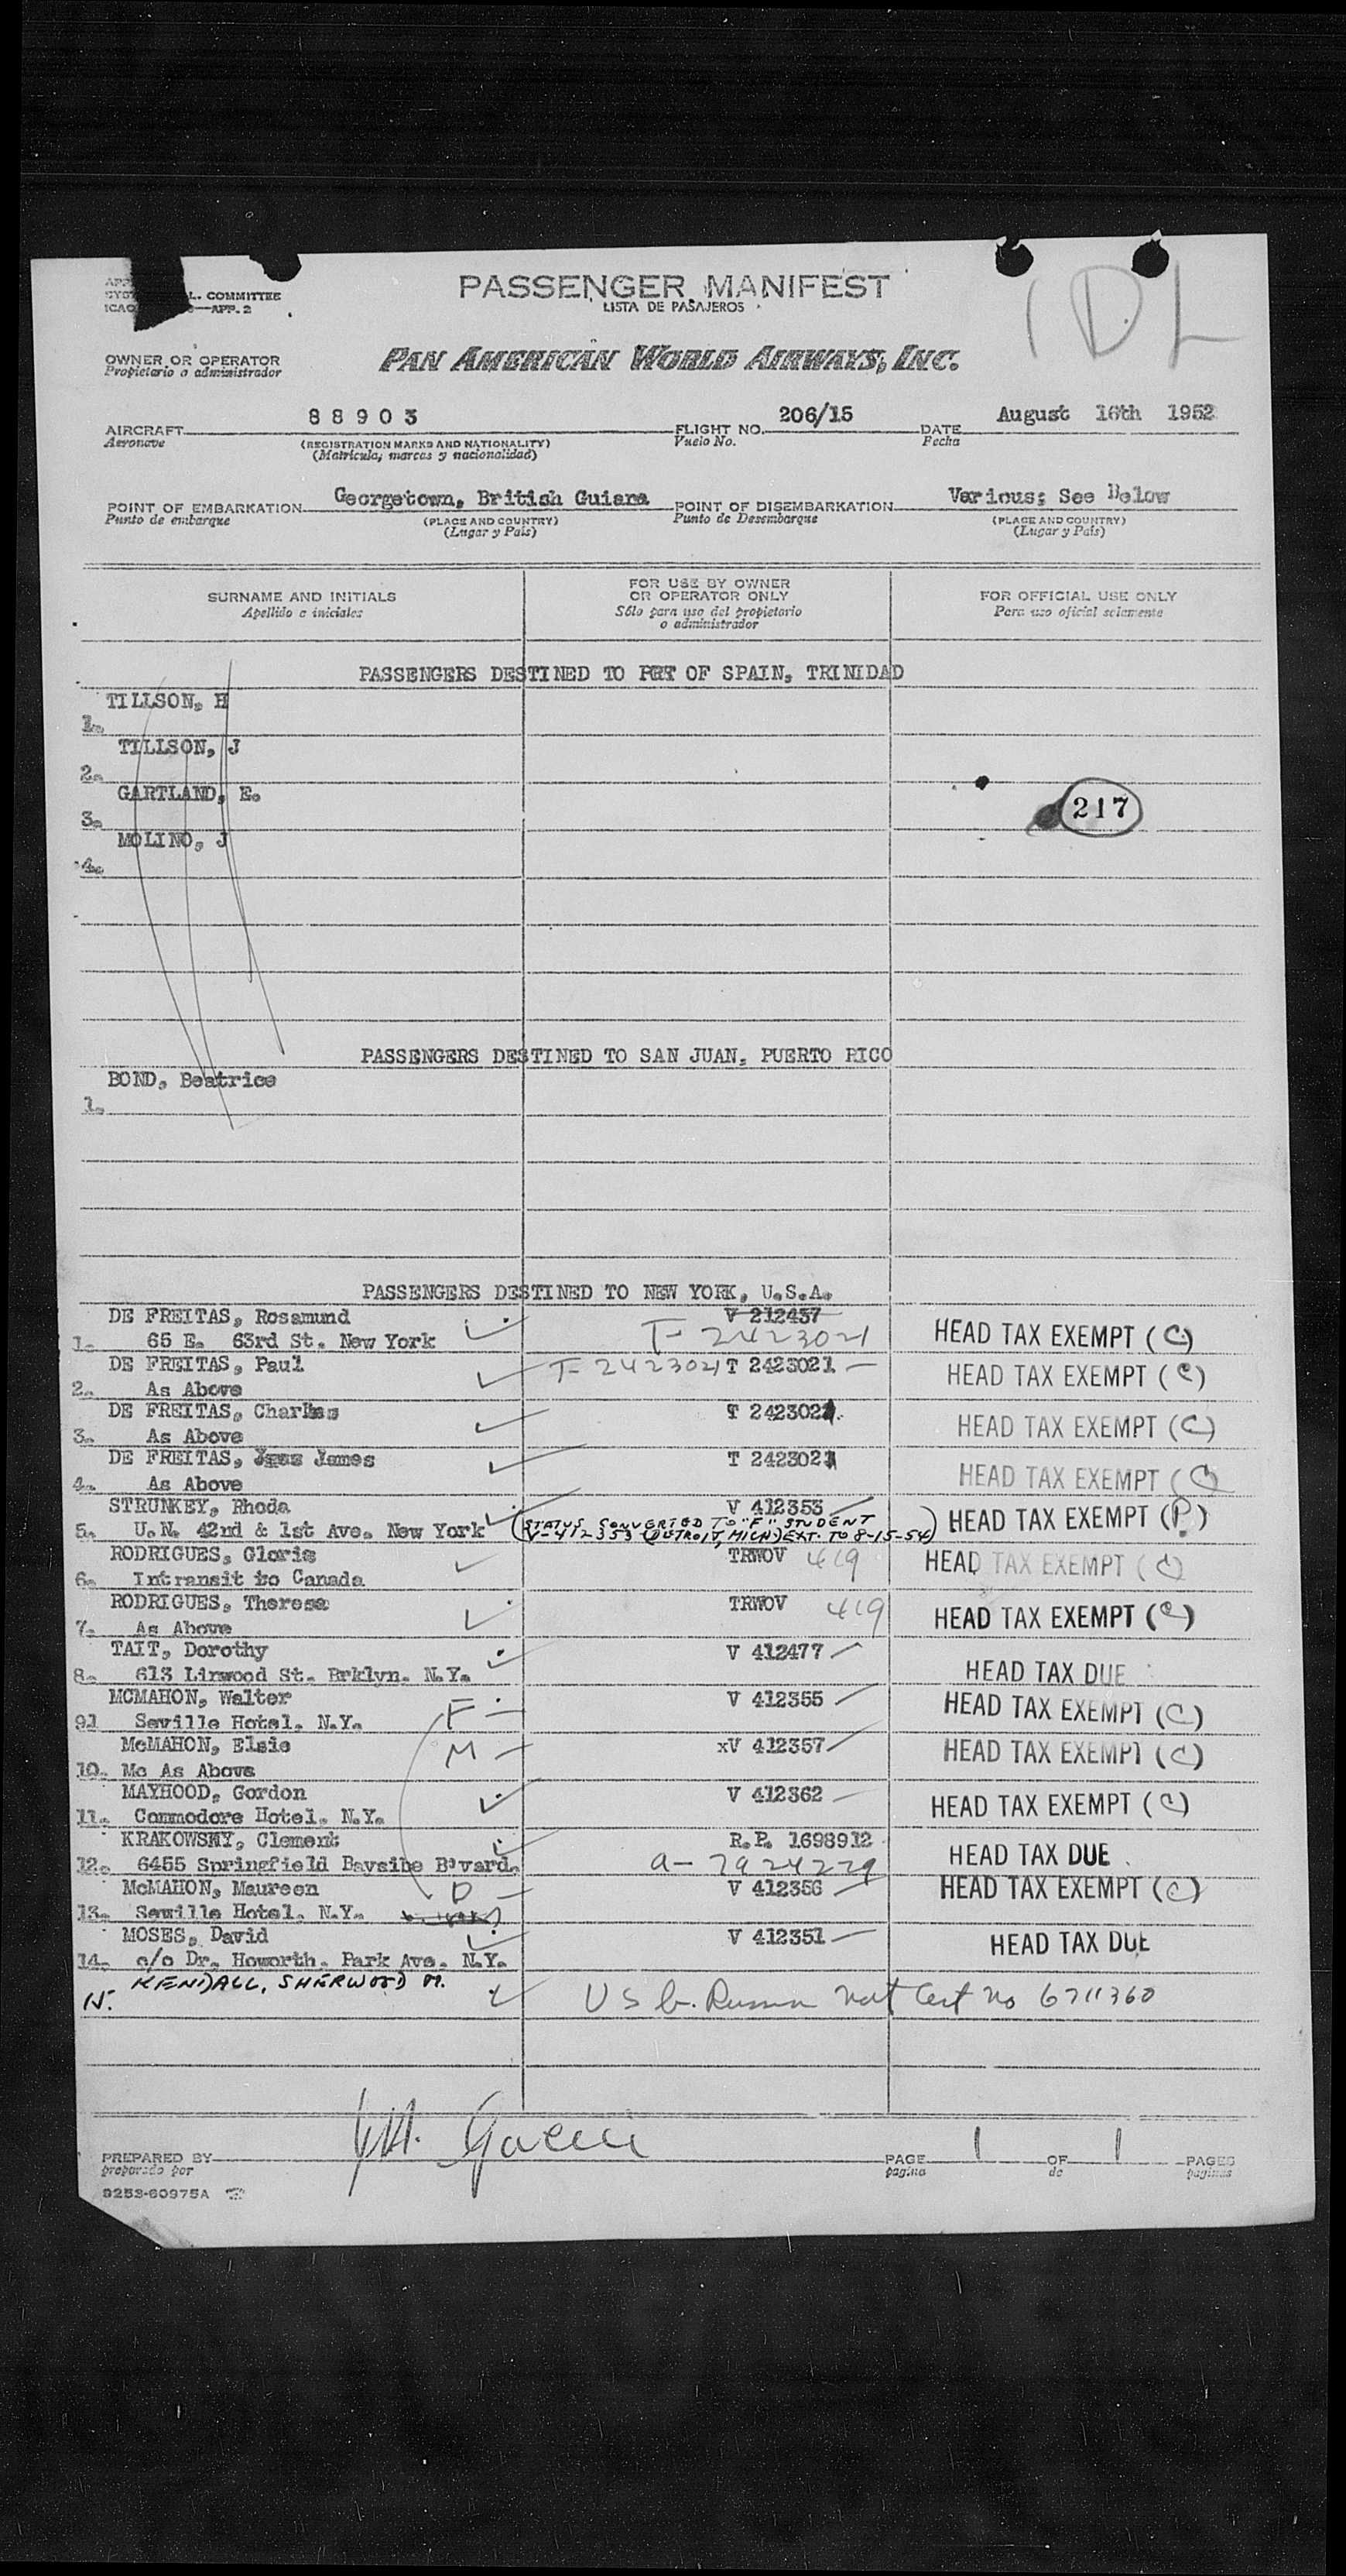 L. COMMITTEE
ICAO —APP. 2
PASSENGER MANIFEST
LISTA DE PASAJEROS
1 D L
OWNER OR OPERATOR
Propietario o administrador
PAN AMERICAN WORLD AIRWAYS, INC.
AIRCRAFT 88903 FLIGHT NO. 206/15 DATE August 16th 1952
Aeronave (REGISTRATION MARKS AND NATIONALITY) Vuelo No. Fecha
(Matrícula, marcas y nacionalidad)
POINT OF EMBARKATION Georgetown, British Guiana POINT OF DISEMBARKATION Various; See Below
Punto de embarque (PLACE AND COUNTRY) Punto de Desembarque (PLACE AND COUNTRY)
(Lugar y País) (Lugar y País)
SURNAME AND INITIALS FOR USE BY OWNER OR OPERATOR ONLY FOR OFFICIAL USE ONLY
Apellido e iniciales Sólo para uso del propietario o administrador Para uso oficial solamente
PASSENGERS DESTINED TO PRT OF SPAIN, TRINIDAD
TILLSON, H
1.
TILLSON, J
2.
GARTLAND, E.
3. 217
MOLINO, J
4.
PASSENGERS DESTINED TO SAN JUAN, PUERTO RICO
BOND, Beatrice
1.
PASSENGERS DESTINED TO NEW YORK, U.S.A.
DE FREITAS, Rosamund V 212437
1. 65 E. 63rd St. New York T-2423021 HEAD TAX EXEMPT (C)
DE FREITAS, Paul T-2423021 T 2423021 HEAD TAX EXEMPT (C)
2. As Above
DE FREITAS, Charles T 2423021 HEAD TAX EXEMPT (C)
3. As Above
DE FREITAS, James T 2423021 HEAD TAX EXEMPT (C)
4. As Above
STRUNKEY, Rhoda V 412353 HEAD TAX EXEMPT (P)
5. U.N. 42nd & 1st Ave. New York (STATUS CONVERTED TO "F" STUDENT
V-412353 (DETROIT, MICH) EXT. TO 8-15-54)
RODRIGUES, Gloria TRWOV 419 HEAD TAX EXEMPT (C)
6. Intransit to Canada
RODRIGUES, Theresa TRWOV 419 HEAD TAX EXEMPT (C)
7. As Above
TAIT, Dorothy V 412477
8. 613 Linwood St. Brklyn. N.Y. HEAD TAX DUE
MCMAHON, Walter F V 412355 HEAD TAX EXEMPT (C)
91 Seville Hotel. N.Y.
McMAHON, Elsie M xV 412357 HEAD TAX EXEMPT (C)
10. Mc As Above
MAYHOOD, Gordon V 412362 HEAD TAX EXEMPT (C)
11. Commodore Hotel. N.Y.
KRAKOWSKY, Clement R.P. 1698912 HEAD TAX DUE
12. 6455 Springfield Baysibe B'vard. a-7924229
McMAHON, Maureen D V 412356 HEAD TAX EXEMPT (C)
13. Seville Hotel. N.Y.
MOSES, David V 412351 HEAD TAX DUE
14. c/o Dr. Howorth. Park Ave. N.Y.
KENDALL, SHERWOOD M.
15. USC. Russian Nat Cert No 6711360
PREPARED BY PAGE 1 OF 1 PAGES
preparado por pagina de paginas
9253-60975A